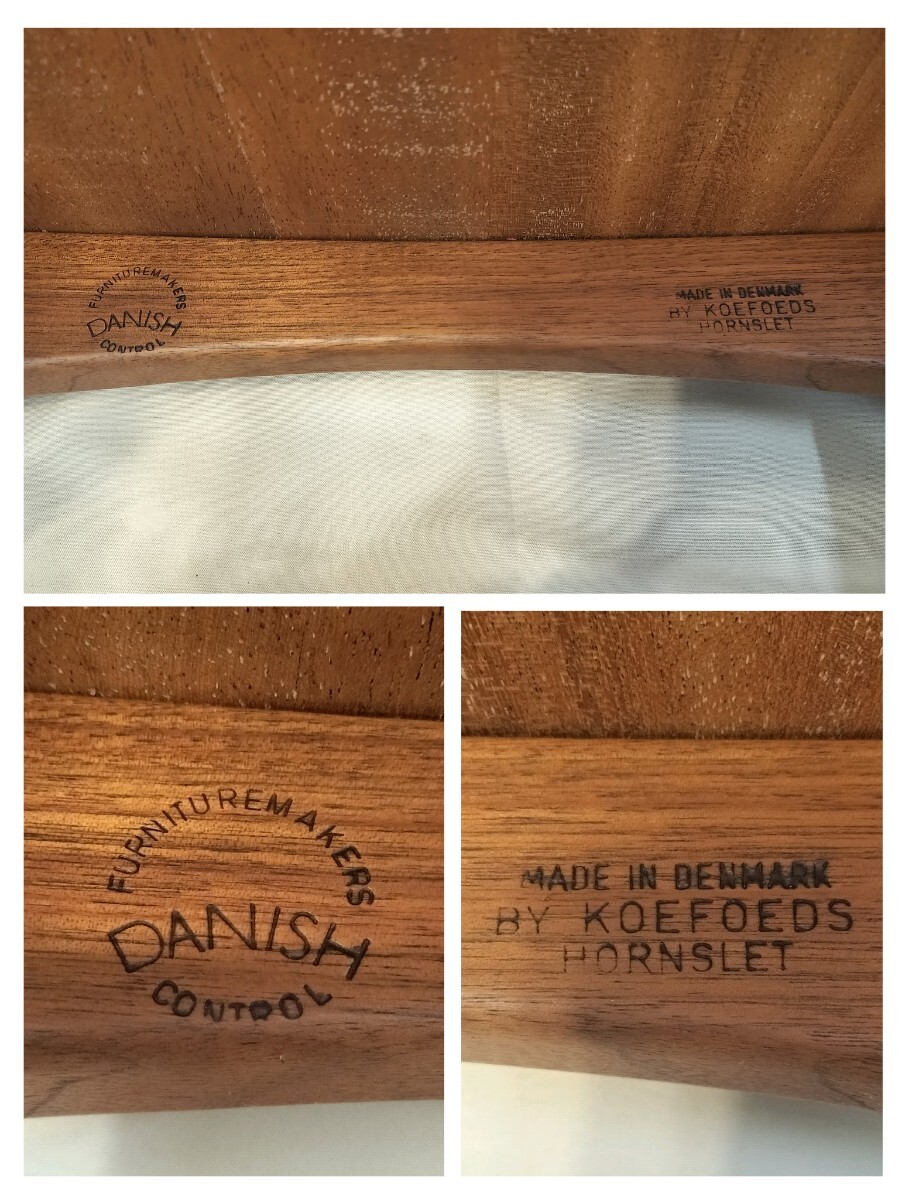 FURNITUREMAKERS
DANISH
CONTROL
MADE IN DENMARK
BY KOEFOEDS
HORNSLET
FURNITUREMAKERS
DANISH
CONTROL
MADE IN DENMARK
BY KOEFOEDS
HORNSLET